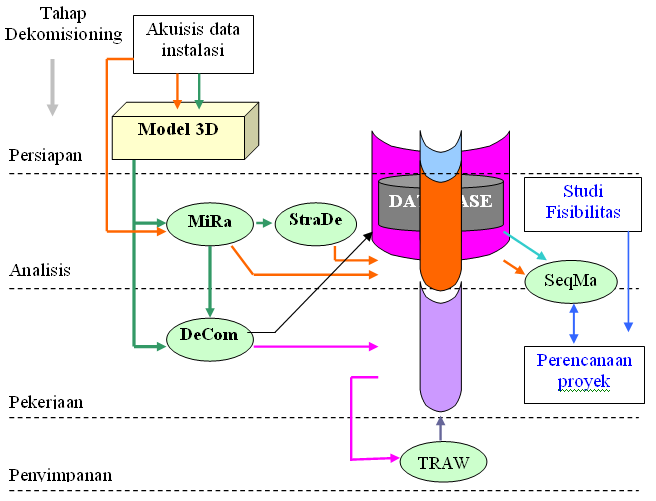 Tahap
Dekomisioning
Akuisis data
instalasi
Model 3D
Persiapan
DATABASE
Studi
Fisibilitas
MiRa
StraDe
Analisis
SeqMa
DeCom
Perencanaan
proyek
Pekerjaan
TRAW
Penyimpanan